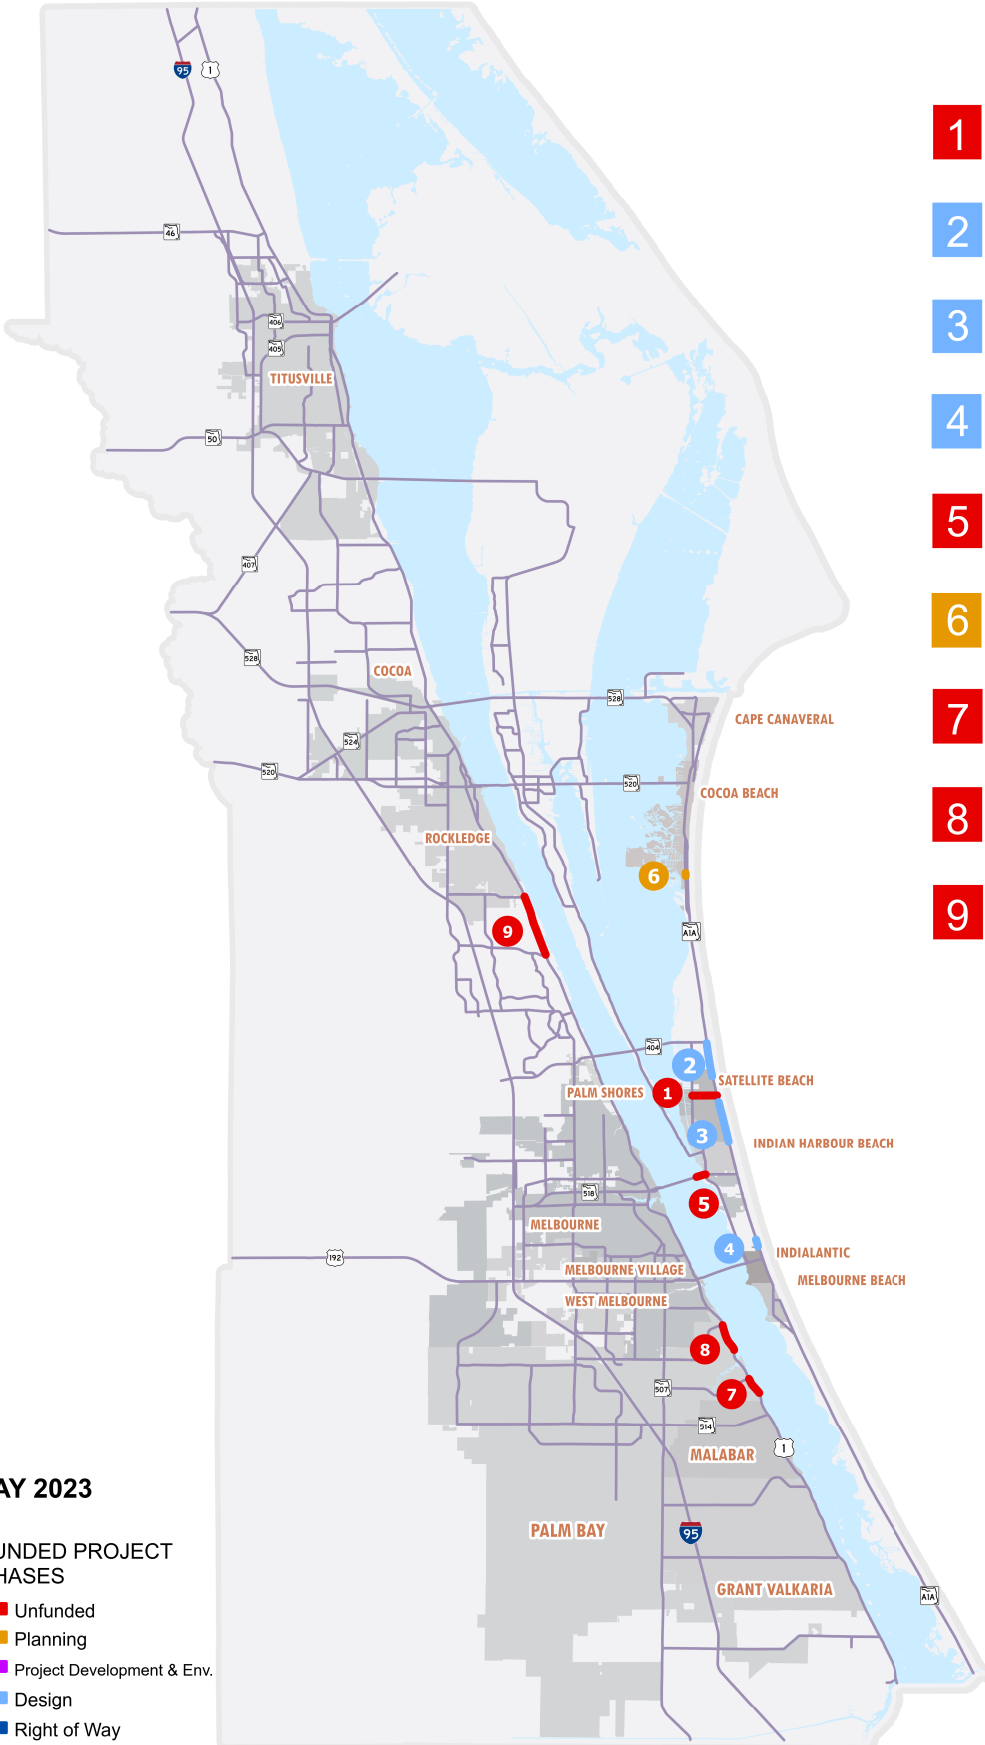 95
1
1
46
2
3
406
405
TITUSVILLE
4
50
5
407
6
528
COCOA
528
7
CAPE CANAVERAL
524
520
520
COCOA BEACH
8
ROCKLEDGE
6
9
9
A1A
404
2
SATELLITE BEACH
PALM SHORES
1
3
INDIAN HARBOUR BEACH
518
5
MELBOURNE
4
INDIALANTIC
192
MELBOURNE VILLAGE
MELBOURNE BEACH
WEST MELBOURNE
8
507
7
514
1
MALABAR
AY 2023
PALM BAY
95
UNDED PROJECT
HASES
GRANT VALKARIA
A1A
Unfunded
Planning
Project Development & Env.
Design
Right of Way